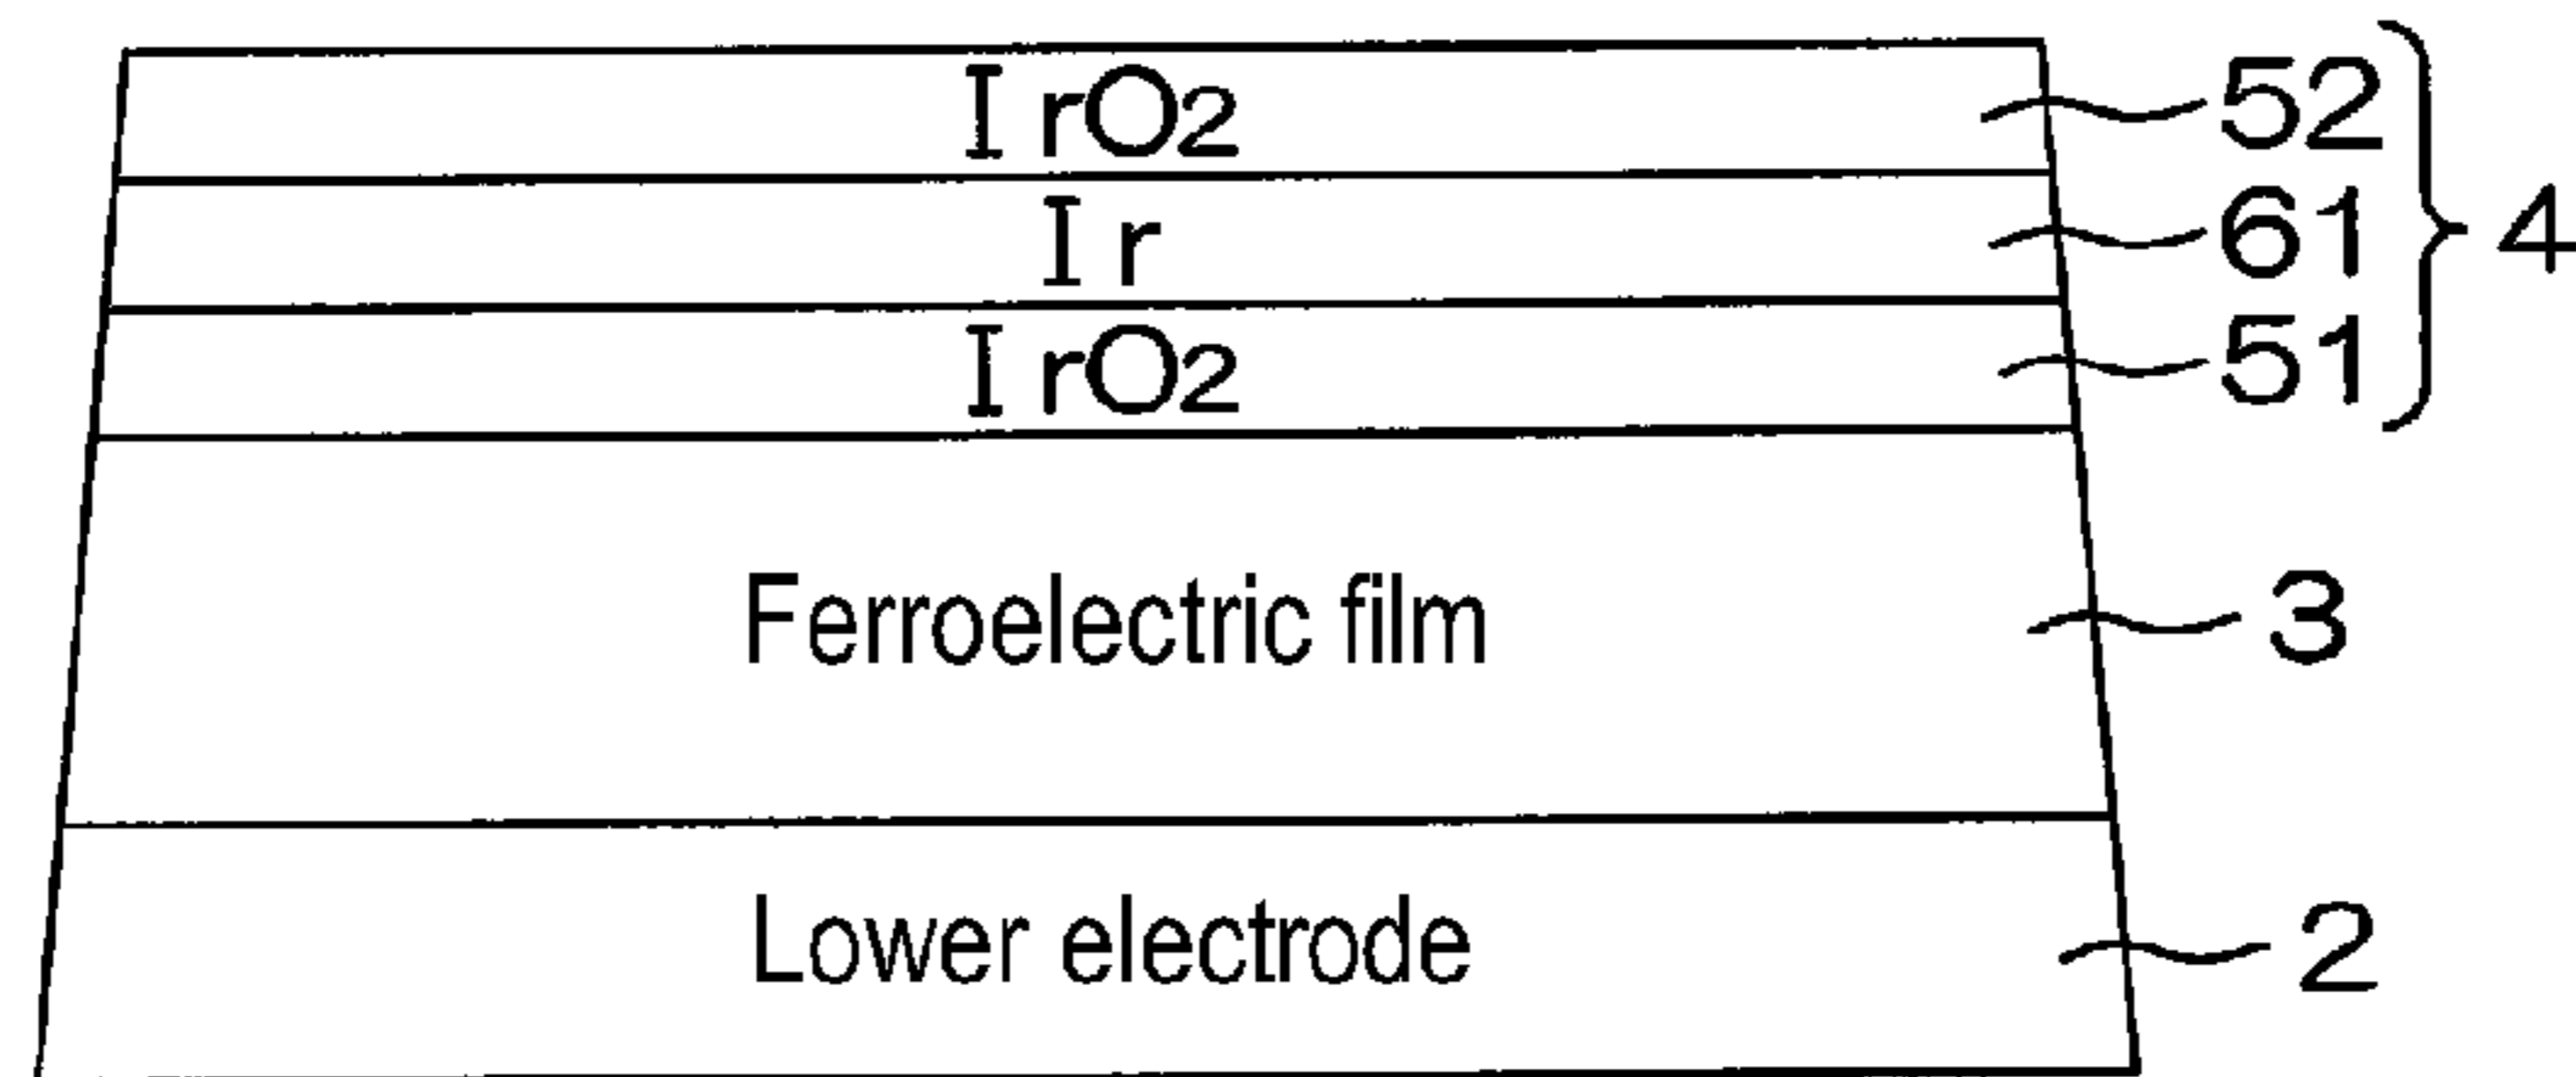 IrO2 52
Ir 61 4
IrO2 51
Ferroelectric film 3
Lower electrode 2